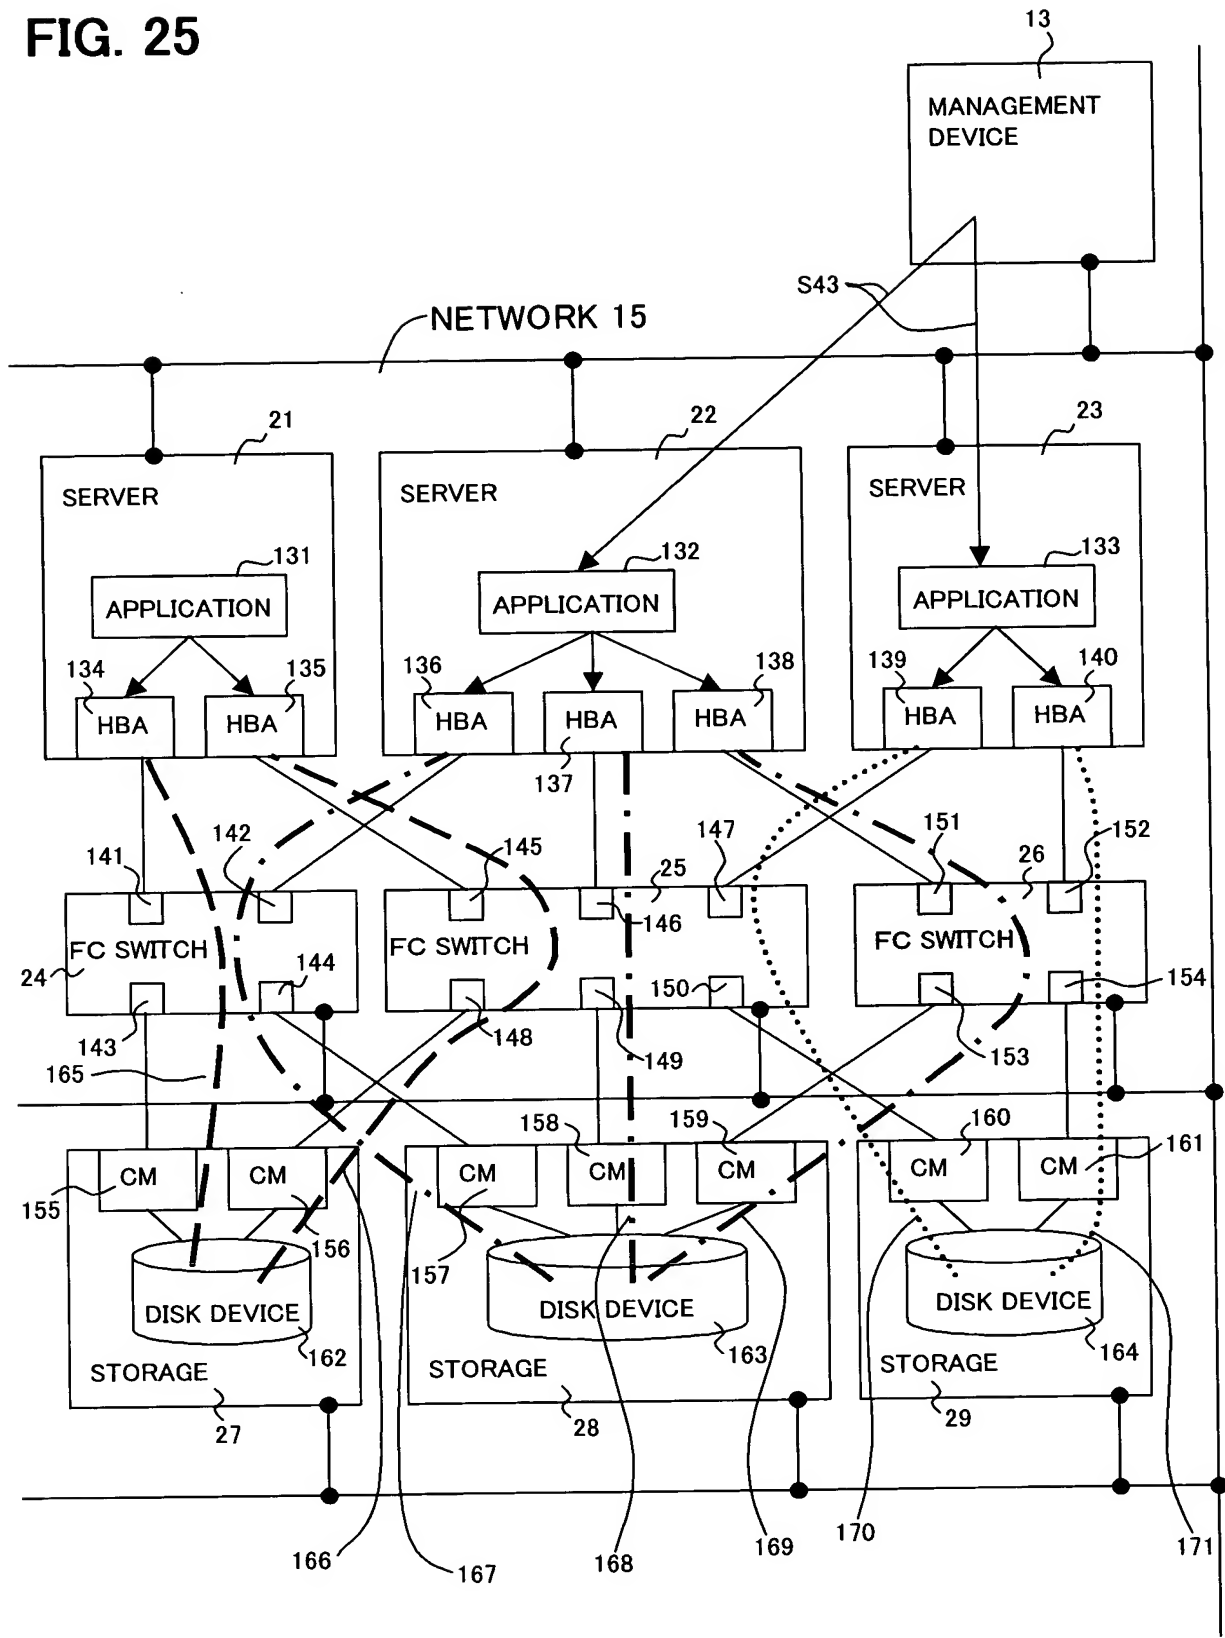 FIG. 25
13
MANAGEMENT
DEVICE
S43
NETWORK 15
21
22
23
SERVER
SERVER
SERVER
131
132
133
APPLICATION
APPLICATION
APPLICATION
134
135
136
138
139
140
HBA
HBA
HBA
HBA
HBA
HBA
HBA
137
141
142
145
147
151
152
25
26
146
FC SWITCH
FC SWITCH
FC SWITCH
24
144
150
154
143
148
149
153
165
158
159
160
161
CM
CM
CM
CM
CM
CM
CM
155
156
157
DISK DEVICE
DISK DEVICE
DISK DEVICE
162
163
164
STORAGE
STORAGE
STORAGE
27
28
29
166
167
168
169
170
171